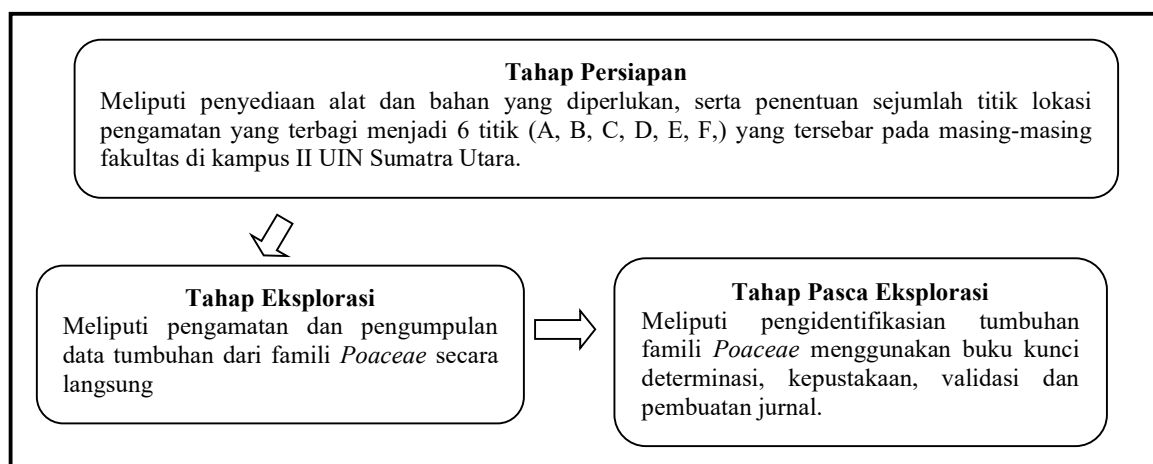 Tahap Persiapan
Meliputi penyediaan alat dan bahan yang diperlukan, serta penentuan sejumlah titik lokasi
pengamatan yang terbagi menjadi 6 titik (A, B, C, D, E, F,) yang tersebar pada masing-masing
fakultas di kampus II UIN Sumatra Utara.
Tahap Eksplorasi
Meliputi pengamatan dan pengumpulan
data tumbuhan dari famili Poaceae secara
langsung
Tahap Pasca Eksplorasi
Meliputi pengidentifikasian tumbuhan
famili Poaceae menggunakan buku kunci
determinasi, kepustakaan, validasi dan
pembuatan jurnal.